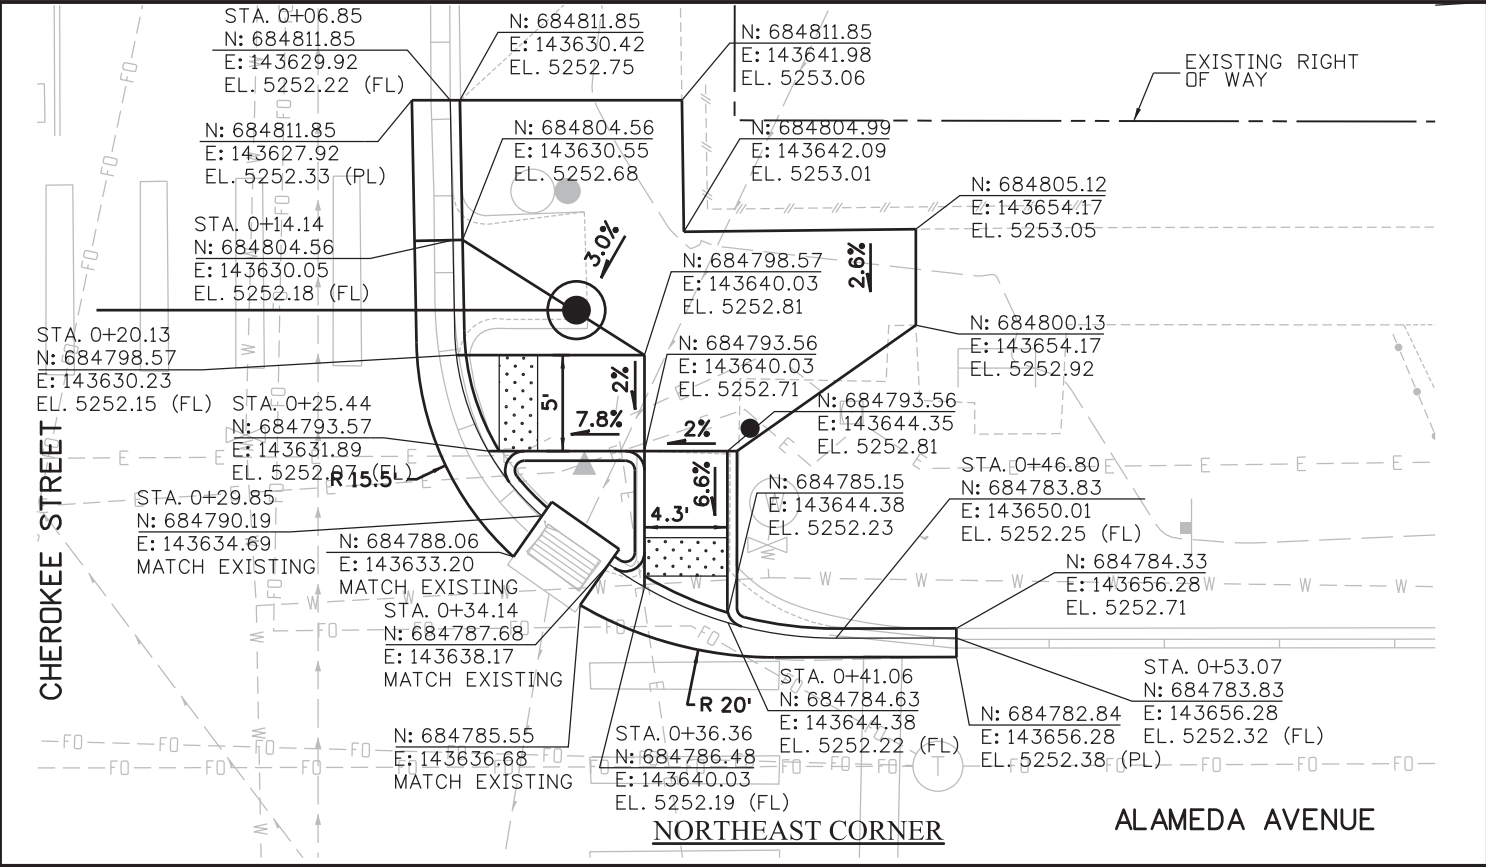 STA. 0+06.85
N: 684811.85
E: 143629.92
EL. 5252.22 (FL)
N: 684811.85
E: 143630.42
EL. 5252.75
N: 684811.85
E: 143641.98
EL. 5253.06
EXISTING RIGHT
OF WAY
N: 684811.85
E: 143627.92
EL. 5252.33 (PL)
N: 684804.56
E: 143630.55
EL. 5252.68
N: 684804.99
E: 143642.09
EL. 5253.01
N: 684805.12
E: 143654.17
EL. 5253.05
STA. 0+14.14
N: 684804.56
E: 143630.05
EL. 5252.18 (FL)
3.0%
2.6%
N: 684798.57
E: 143640.03
EL. 5252.81
N: 684800.13
E: 143654.17
EL. 5252.92
STA. 0+20.13
N: 684798.57
E: 143630.23
EL. 5252.15 (FL)
N: 684793.56
E: 143640.03
EL. 5252.71
2%
5'
7.8%
2%
N: 684793.56
E: 143644.35
EL. 5252.81
STA. 0+25.44
N: 684793.57
E: 143631.89
EL. 5252.07 (FL)
R 15.5'
6.6%
4.3'
STA. 0+46.80
N: 684783.83
E: 143650.01
EL. 5252.25 (FL)
N: 684785.15
E: 143644.38
EL. 5252.23
STA. 0+29.85
N: 684790.19
E: 143634.69
MATCH EXISTING
N: 684788.06
E: 143633.20
MATCH EXISTING
N: 684784.33
E: 143656.28
EL. 5252.71
STA. 0+34.14
N: 684787.68
E: 143638.17
MATCH EXISTING
R 20'
STA. 0+41.06
N: 684784.63
E: 143644.38
EL. 5252.22 (FL)
STA. 0+53.07
N: 684783.83
E: 143656.28
EL. 5252.32 (FL)
N: 684782.84
E: 143656.28
EL. 5252.38 (PL)
N: 684785.55
E: 143636.68
MATCH EXISTING
STA. 0+36.36
N: 684786.48
E: 143640.03
EL. 5252.19 (FL)
CHEROKEE STREET
ALAMEDA AVENUE
NORTHEAST CORNER
FO
FO
FO
FO
W
W
W
E
E
E
E
W
W
W
FO
FO
FO
FO
FO
T